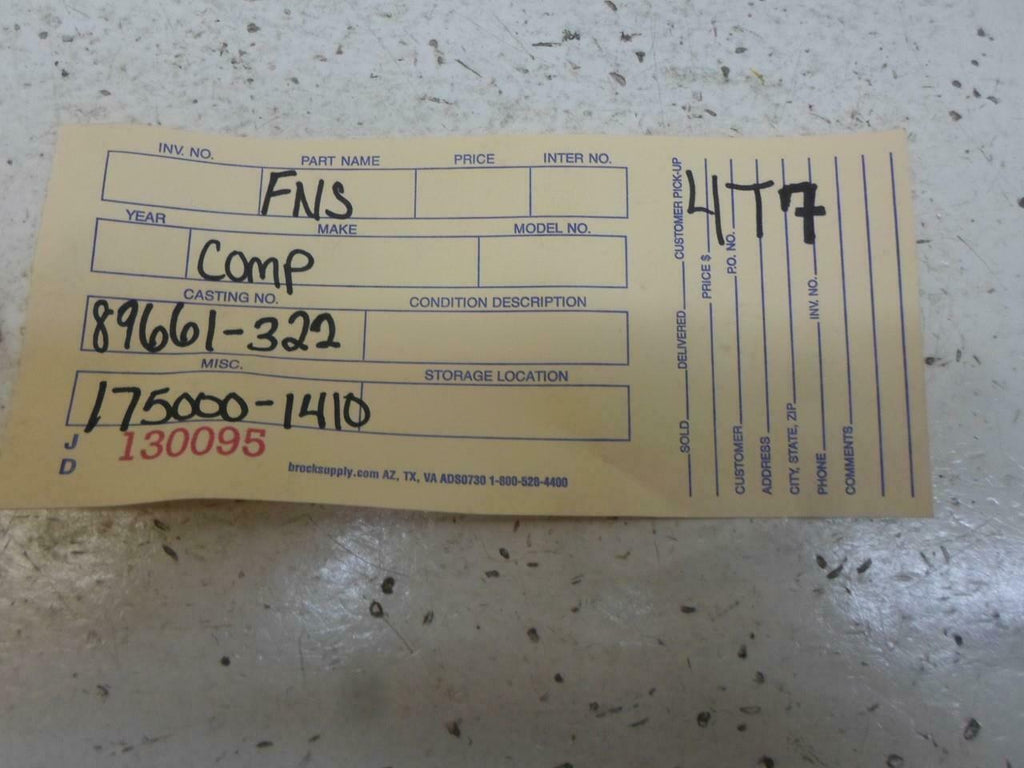 INV. NO. PART NAME PRICE INTER NO.
FNS
YEAR MAKE MODEL NO.
Comp
CASTING NO. CONDITION DESCRIPTION
89661-322
MISC. STORAGE LOCATION
175000-1410
J D 130095
brocksupply.com AZ, TX, VA ADS0730 1-800-528-4400
4T7
SOLD DELIVERED CUSTOMER PICK-UP
PRICE $
CUSTOMER P.O. NO.
ADDRESS
CITY, STATE, ZIP
PHONE INV. NO.
COMMENTS